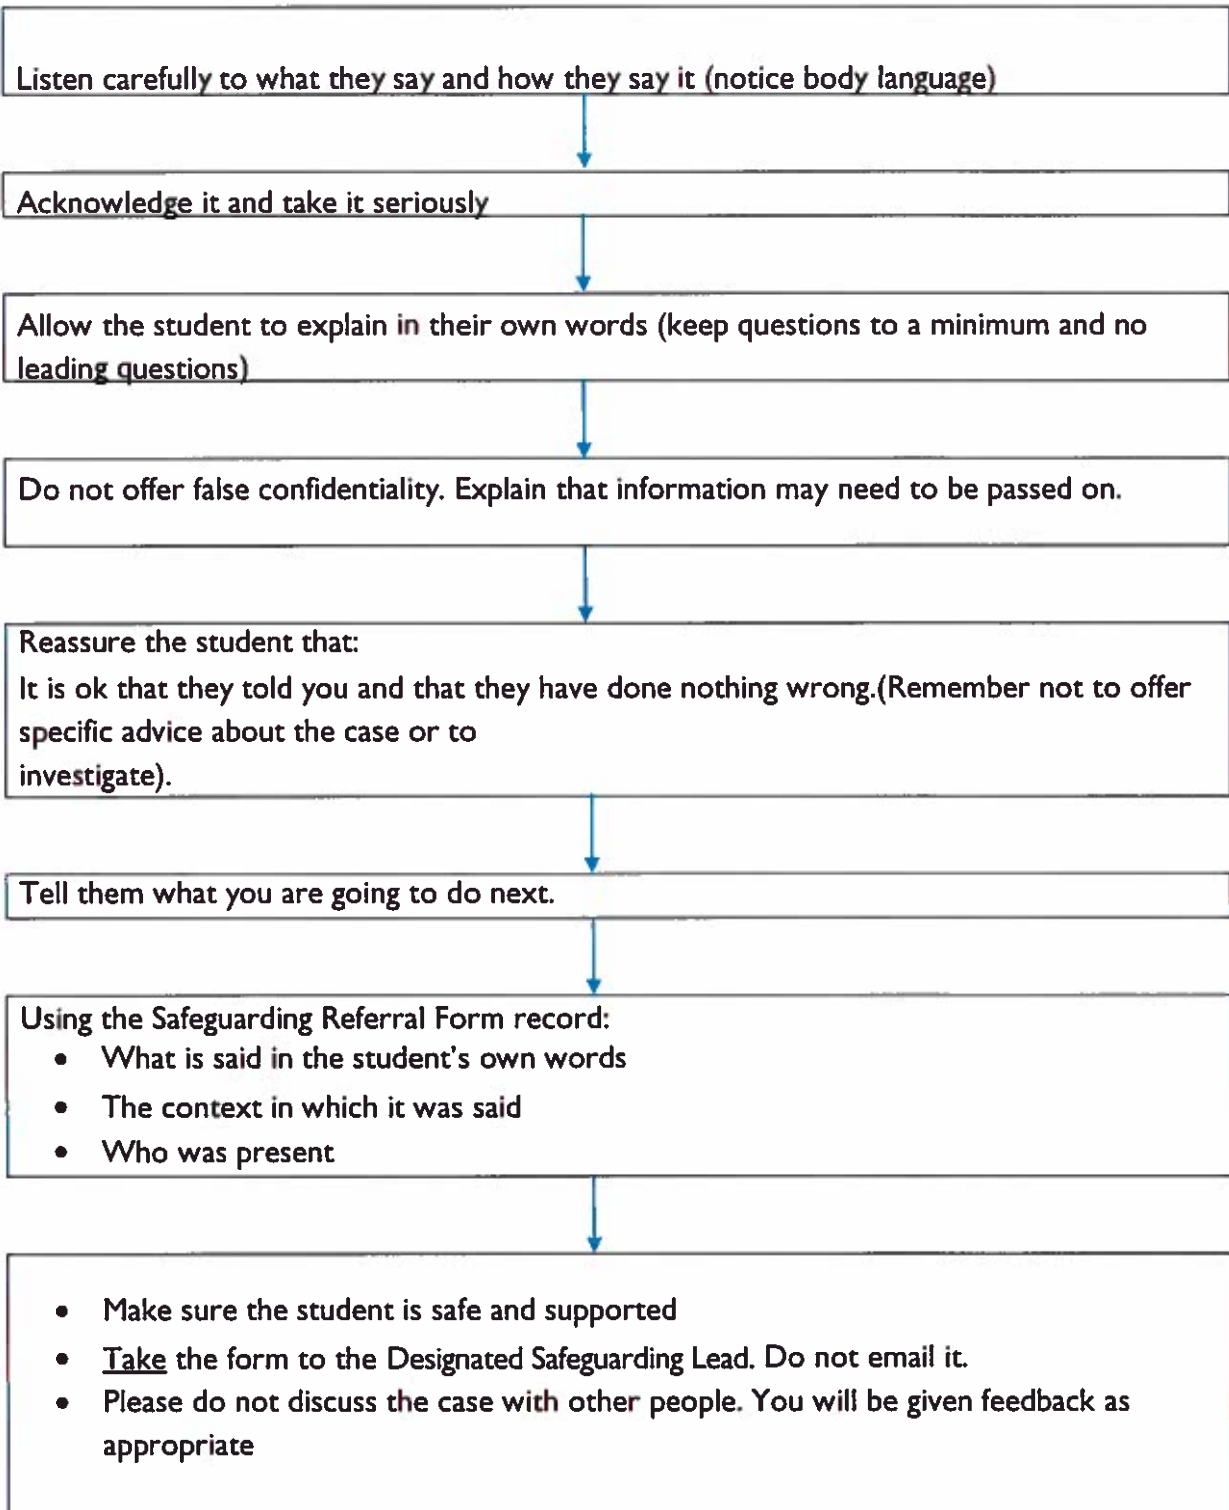 Listen carefully to what they say and how they say it (notice body language)
Acknowledge it and take it seriously
Allow the student to explain in their own words (keep questions to a minimum and no
leading questions)
Do not offer false confidentiality. Explain that information may need to be passed on.
Reassure the student that:
It is ok that they told you and that they have done nothing wrong.(Remember not to offer
specific advice about the case or to
investigate).
Tell them what you are going to do next.
Using the Safeguarding Referral Form record:
• What is said in the student's own words
• The context in which it was said
• Who was present
• Make sure the student is safe and supported
• Take the form to the Designated Safeguarding Lead. Do not email it.
• Please do not discuss the case with other people. You will be given feedback as
appropriate